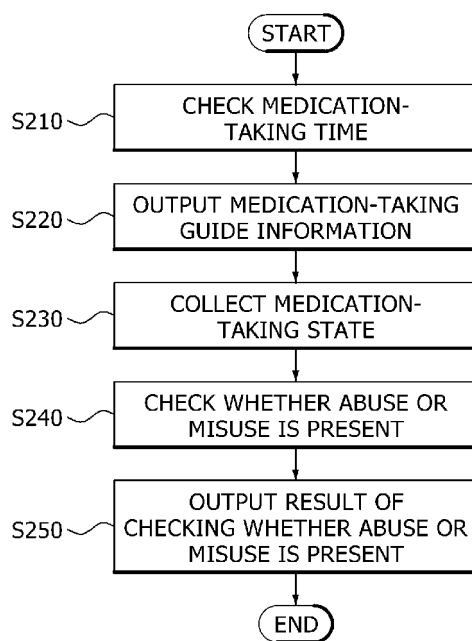 START
S210
CHECK MEDICATION-
TAKING TIME
S220
OUTPUT MEDICATION-TAKING
GUIDE INFORMATION
S230
COLLECT MEDICATION-
TAKING STATE
S240
CHECK WHETHER ABUSE OR
MISUSE IS PRESENT
S250
OUTPUT RESULT OF
CHECKING WHETHER ABUSE OR
MISUSE IS PRESENT
END